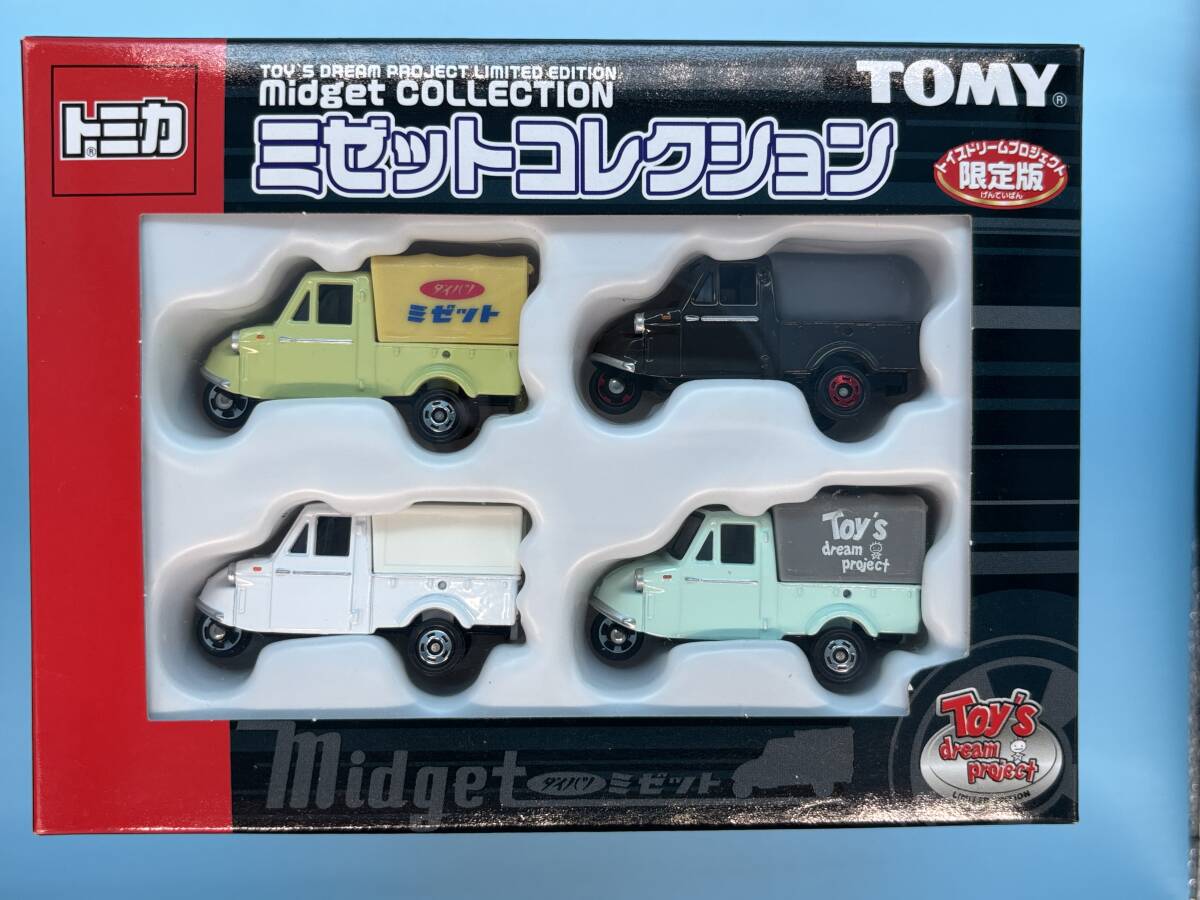 トミカ®
TOY'S DREAM PROJECT LIMITED EDITION
Midget COLLECTION
ミゼットコレクション
TOMY®
トイズドリームプロジェクト
限定版
げんていばん
ダイハツ
ミゼット
Toy's
dream
project
Midget ダイハツ ミゼット
Toy's
dream
project
LIMITED EDITION